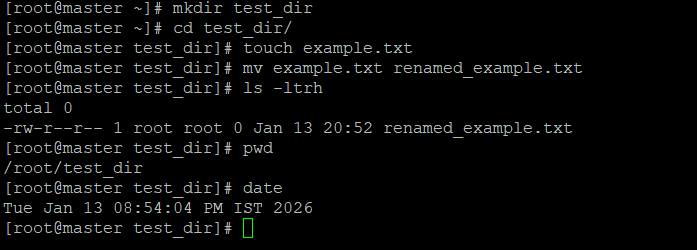 [root@master ~]# mkdir test_dir
[root@master ~]# cd test_dir/
[root@master test_dir]# touch example.txt
[root@master test_dir]# mv example.txt renamed_example.txt
[root@master test_dir]# ls -ltrh
total 0
-rw-r--r-- 1 root root 0 Jan 13 20:52 renamed_example.txt
[root@master test_dir]# pwd
/root/test_dir
[root@master test_dir]# date
Tue Jan 13 08:54:04 PM IST 2026
[root@master test_dir]#